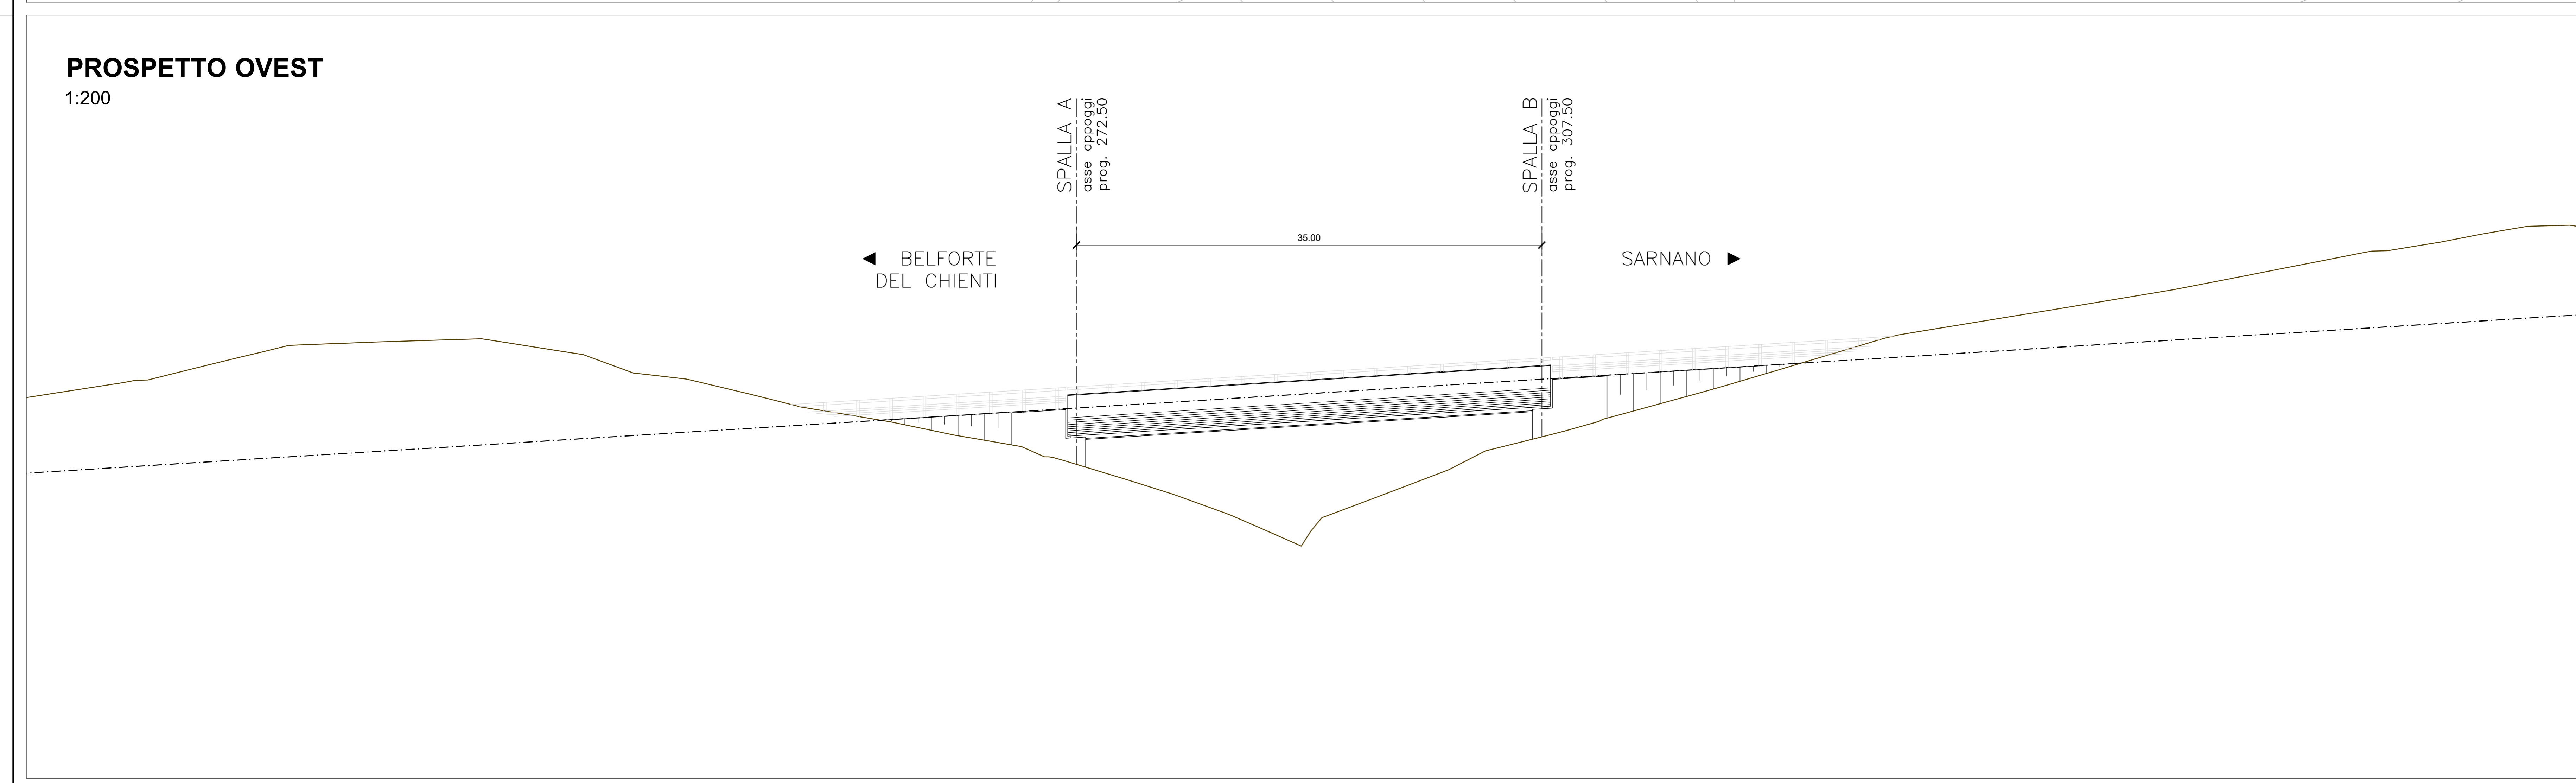 PROSPETTO OVEST
1:200
SPALLA A
asse appoggi
prog. 272.50
SPALLA B
asse appoggi
prog. 307.50
35.00
◄ BELFORTE
DEL CHIENTI
SARNANO ►